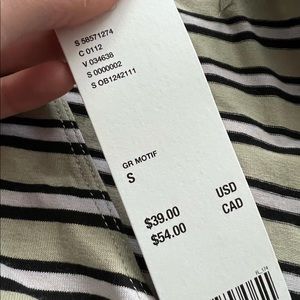 S 58571274
C 0112
V 034638
S 0000002
S OB1242111
GR MOTIF
S
$39.00 USD
$54.00 CAD